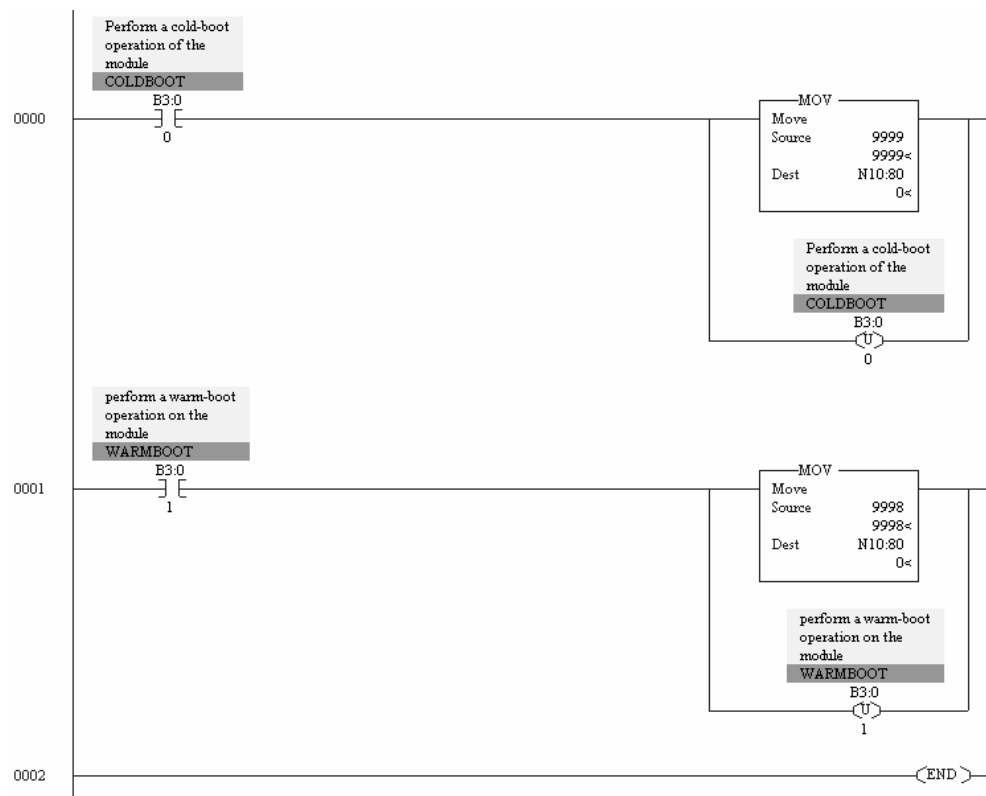 Perform a cold-boot
operation of the
module
COLDBOOT
B3:0
0000
0
MOV
Move
Source 9999
9999<
Dest N10:80
0<
Perform a cold-boot
operation of the
module
COLDBOOT
B3:0
U
0
perform a warm-boot
operation on the
module
WARMBOOT
B3:0
0001
1
MOV
Move
Source 9998
9998<
Dest N10:80
0<
perform a warm-boot
operation on the
module
WARMBOOT
B3:0
U
1
0002
END